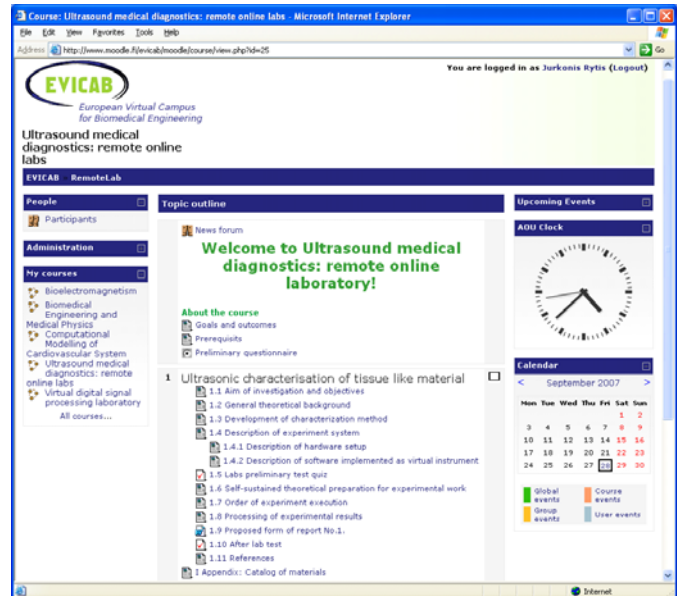 Course: Ultrasound medical diagnostics: remote online labs - Microsoft Internet Explorer
File Edit View Favorites Tools Help
Address http://www.moodle.fi/evicab/moodle/course/view.php?id=25 Go
You are logged in as Jurkonis Rytis (Logout)
EVICAB
European Virtual Campus
for Biomedical Engineering
Ultrasound medical
diagnostics: remote online
labs
EVICAB RemoteLab
People
Participants
Administration
My courses
Bioelectromagnetism
Biomedical
Engineering and
Medical Physics
Computational
Modelling of
Cardiovascular System
Ultrasound medical
diagnostics: remote
online labs
Virtual digital signal
processing laboratory
All courses...
Topic outline
News forum
Welcome to Ultrasound medical
diagnostics: remote online
laboratory!
About the course
Goals and outcomes
Prerequisits
Preliminary questionnaire
1 Ultrasonic characterisation of tissue like material
1.1 Aim of investigation and objectives
1.2 General theoretical background
1.3 Development of characterization method
1.4 Description of experiment system
1.4.1 Description of hardware setup
1.4.2 Description of software implemented as virtual instrument
1.5 Labs preliminary test quiz
1.6 Self-sustained theoretical preparation for experimental work
1.7 Order of experiment execution
1.8 Processing of experimental results
1.9 Proposed form of report No.1.
1.10 After lab test
1.11 References
I Appendix: Catalog of materials
Upcoming Events
AOU Clock
Calendar
< September 2007 >
Mon Tue Wed Thu Fri Sat Sun
1 2
3 4 5 6 7 8 9
10 11 12 13 14 15 16
17 18 19 20 21 22 23
24 25 26 27 28 29 30
Global events
Course events
Group events
User events
Internet